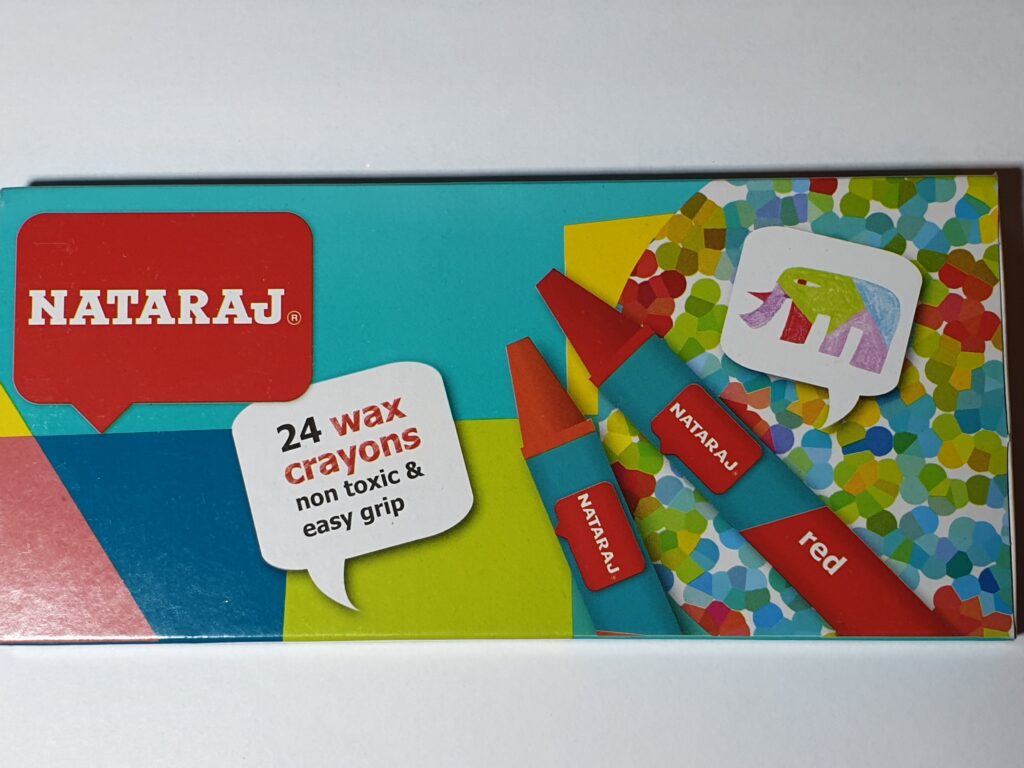 NATARAJ®
24 wax
crayons
non toxic &
easy grip
NATARAJ
NATARAJ
red